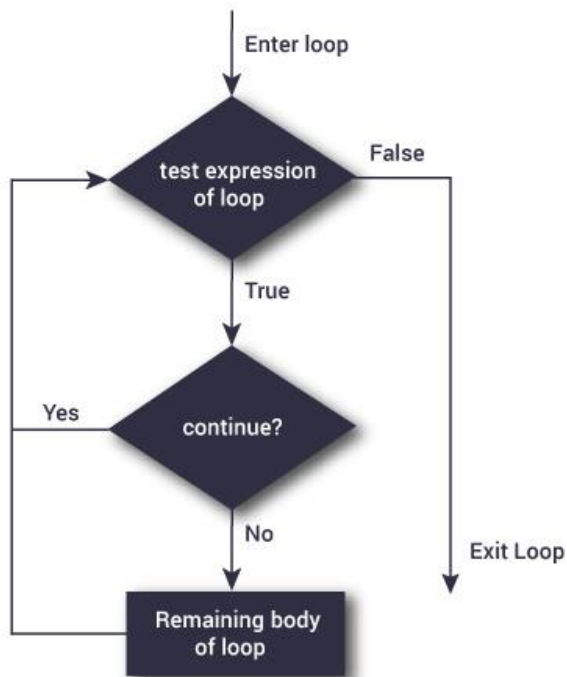 Enter loop
test expression
of loop
False
True
Yes
continue?
No
Exit Loop
Remaining body
of loop